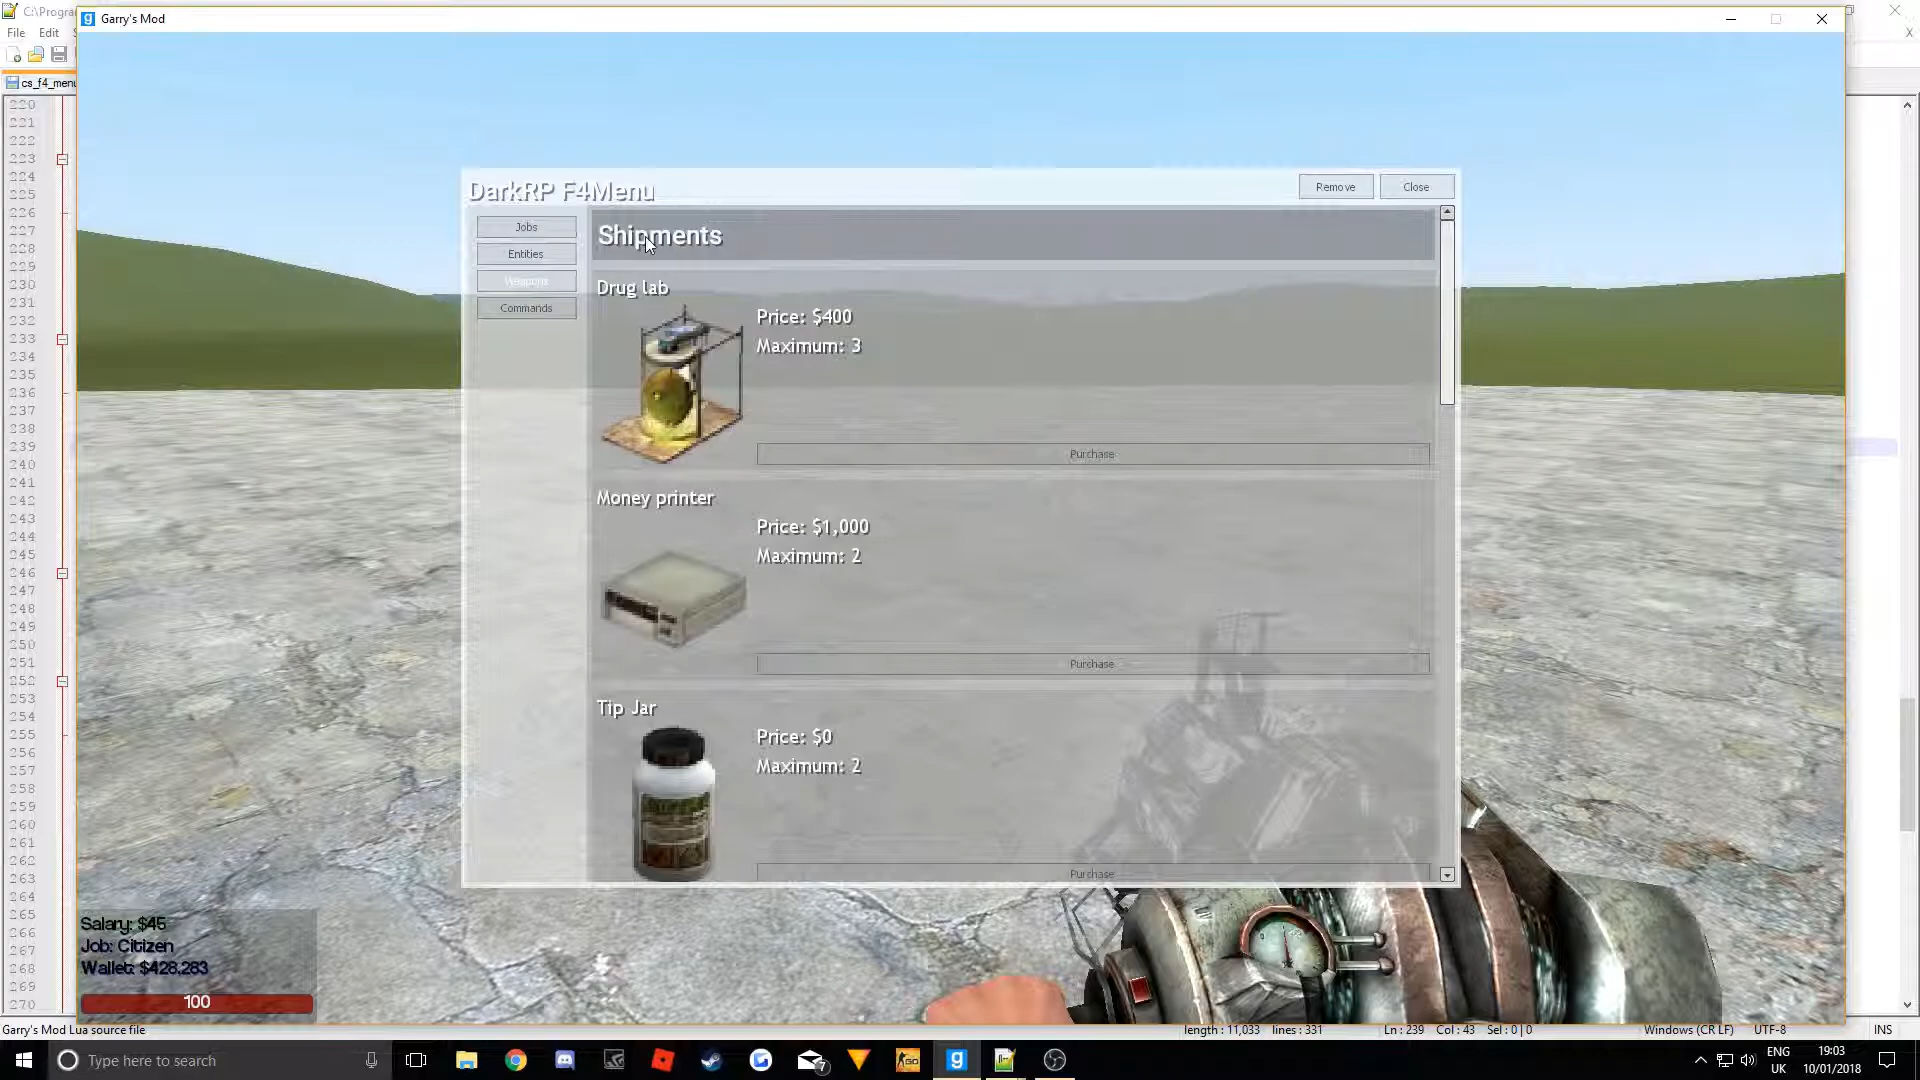 C:\Progra
Garry's Mod
File Edit S
cs_f4_menu
220
221
222
223
224
225
226
227
228
229
230
231
232
233
234
235
236
237
238
239
240
241
242
243
244
245
246
247
248
249
250
251
252
253
254
255
256
257
258
259
260
261
262
263
264
265
266
267
268
269
270
DarkRP F4Menu
Remove
Close
Jobs
Entities
Weapons
Commands
Shipments
Drug lab
Price: $400
Maximum: 3
Purchase
Money printer
Price: $1,000
Maximum: 2
Purchase
Tip Jar
Price: $0
Maximum: 2
Purchase
Salary: $45
Job: Citizen
Wallet: $428,283
100
Garry's Mod Lua source file
length : 11,033 lines : 331
Ln : 239 Col : 43 Sel : 0 | 0
Windows (CR LF)
UTF-8
INS
Type here to search
7
GO
g
ENG
UK
19:03
10/01/2018